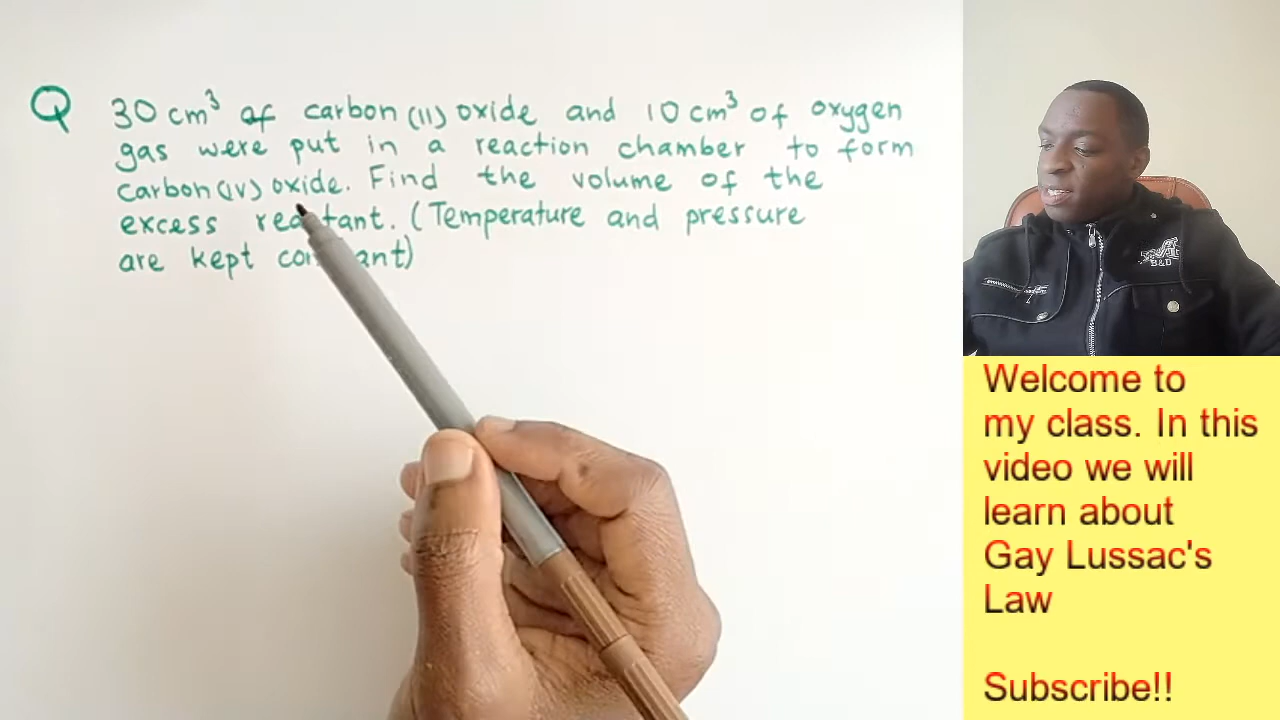 Q 30 cm³ of carbon (II) oxide and 10 cm³ of oxygen
gas were put in a reaction chamber to form
carbon (IV) oxide. Find the volume of the
excess reactant. (Temperature and pressure
are kept constant)
Welcome to
my class. In this
video we will
learn about
Gay Lussac's
Law
Subscribe!!